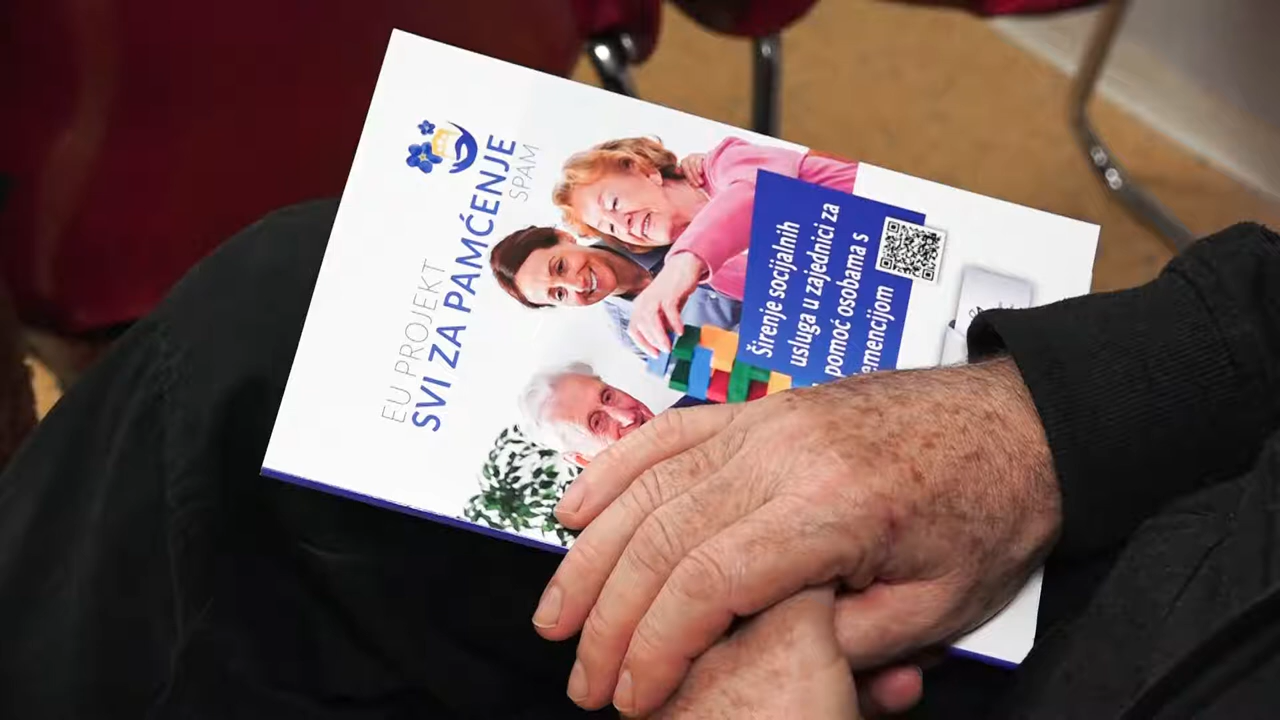 EU PROJEKT
SVI ZA PAMĆENJE
SPAM
Širenje socijalnih
usluga u zajednici za
pomoć osobama s